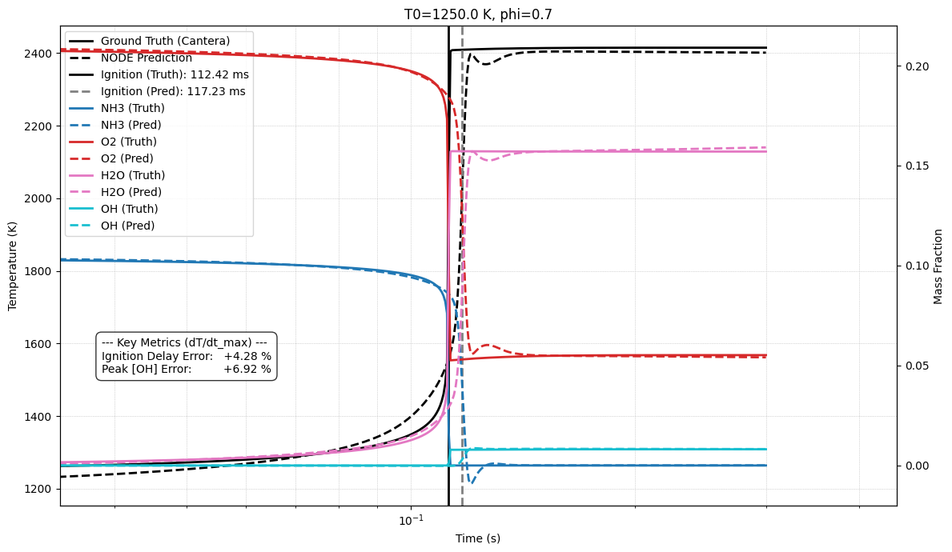 T0=1250.0 K, phi=0.7
Ground Truth (Cantera)
NODE Prediction
Ignition (Truth): 112.42 ms
Ignition (Pred): 117.23 ms
NH3 (Truth)
NH3 (Pred)
O2 (Truth)
O2 (Pred)
H2O (Truth)
H2O (Pred)
OH (Truth)
OH (Pred)
--- Key Metrics (dT/dt_max) ---
Ignition Delay Error: +4.28 %
Peak [OH] Error: +6.92 %
Temperature (K)
2400
2200
2000
1800
1600
1400
1200
0.20
0.15
0.10
0.05
0.00
Mass Fraction
10⁻¹
Time (s)